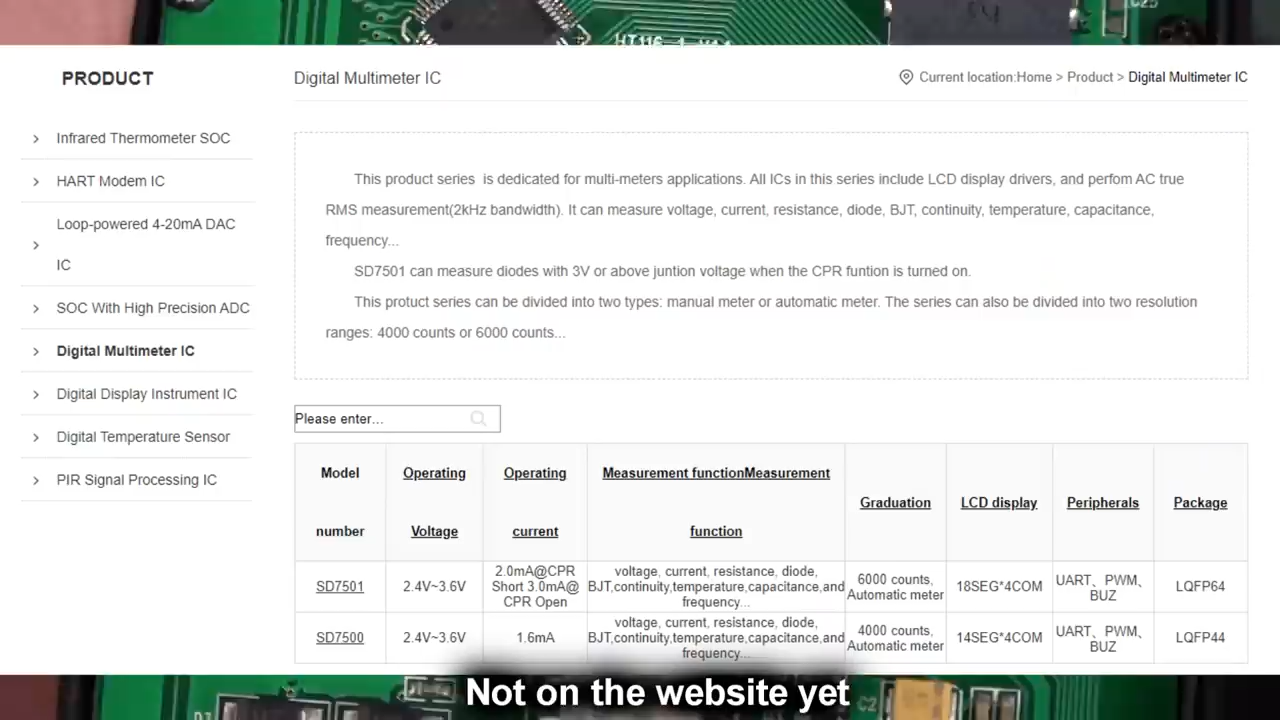 PRODUCT
Infrared Thermometer SOC
HART Modem IC
Loop-powered 4-20mA DAC
IC
SOC With High Precision ADC
Digital Multimeter IC
Digital Display Instrument IC
Digital Temperature Sensor
PIR Signal Processing IC
Digital Multimeter IC
Current location:Home > Product > Digital Multimeter IC
This product series is dedicated for multi-meters applications. All ICs in this series include LCD display drivers, and perfom AC true
RMS measurement(2kHz bandwidth). It can measure voltage, current, resistance, diode, BJT, continuity, temperature, capacitance,
frequency...
SD7501 can measure diodes with 3V or above juntion voltage when the CPR funtion is turned on.
This protuct series can be divided into two types: manual meter or automatic meter. The series can also be divided into two resolution
ranges: 4000 counts or 6000 counts...
Please enter...
Model
number
Operating
Voltage
Operating
current
Measurement functionMeasurement
function
Graduation
LCD display
Peripherals
Package
SD7501
2.4V~3.6V
2.0mA@CPR
Short 3.0mA@
CPR Open
voltage, current, resistance, diode,
BJT,continuity,temperature,capacitance,and
frequency...
6000 counts,
Automatic meter
18SEG*4COM
UART、PWM、
BUZ
LQFP64
SD7500
2.4V~3.6V
1.6mA
voltage, current, resistance, diode,
BJT,continuity,temperature,capacitance,and
frequency...
4000 counts,
Automatic meter
14SEG*4COM
UART、PWM、
BUZ
LQFP44
Not on the website yet
C2